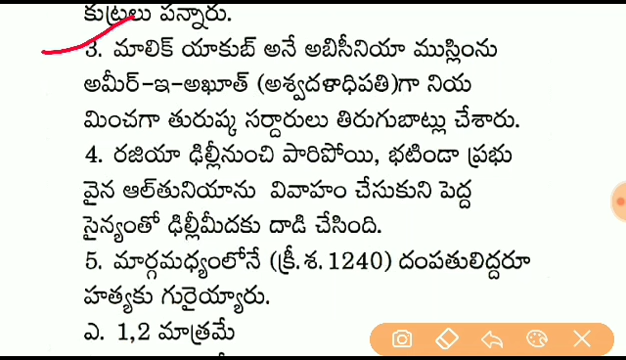 కుట్రలు పన్నారు.
3. మాలిక్ యాకుబ్ అనే అబిసీనియా ముస్లింను
అమీర్-ఇ-అఖూత్ (అశ్వదళాధిపతి)గా నియ
మించగా తురుష్క సర్దారులు తిరుగుబాట్లు చేశారు.
4. రజియా ఢిల్లీనుంచి పారిపోయి, భటిండా ప్రభు
వైన ఆల్తునియాను వివాహం చేసుకుని పెద్ద
సైన్యంతో ఢిల్లీమీదకు దాడి చేసింది.
5. మార్గమధ్యంలోనే (క్రీ.శ.1240) దంపతులిద్దరూ
హత్యకు గురైయ్యారు.
ఎ. 1,2 మాత్రమే